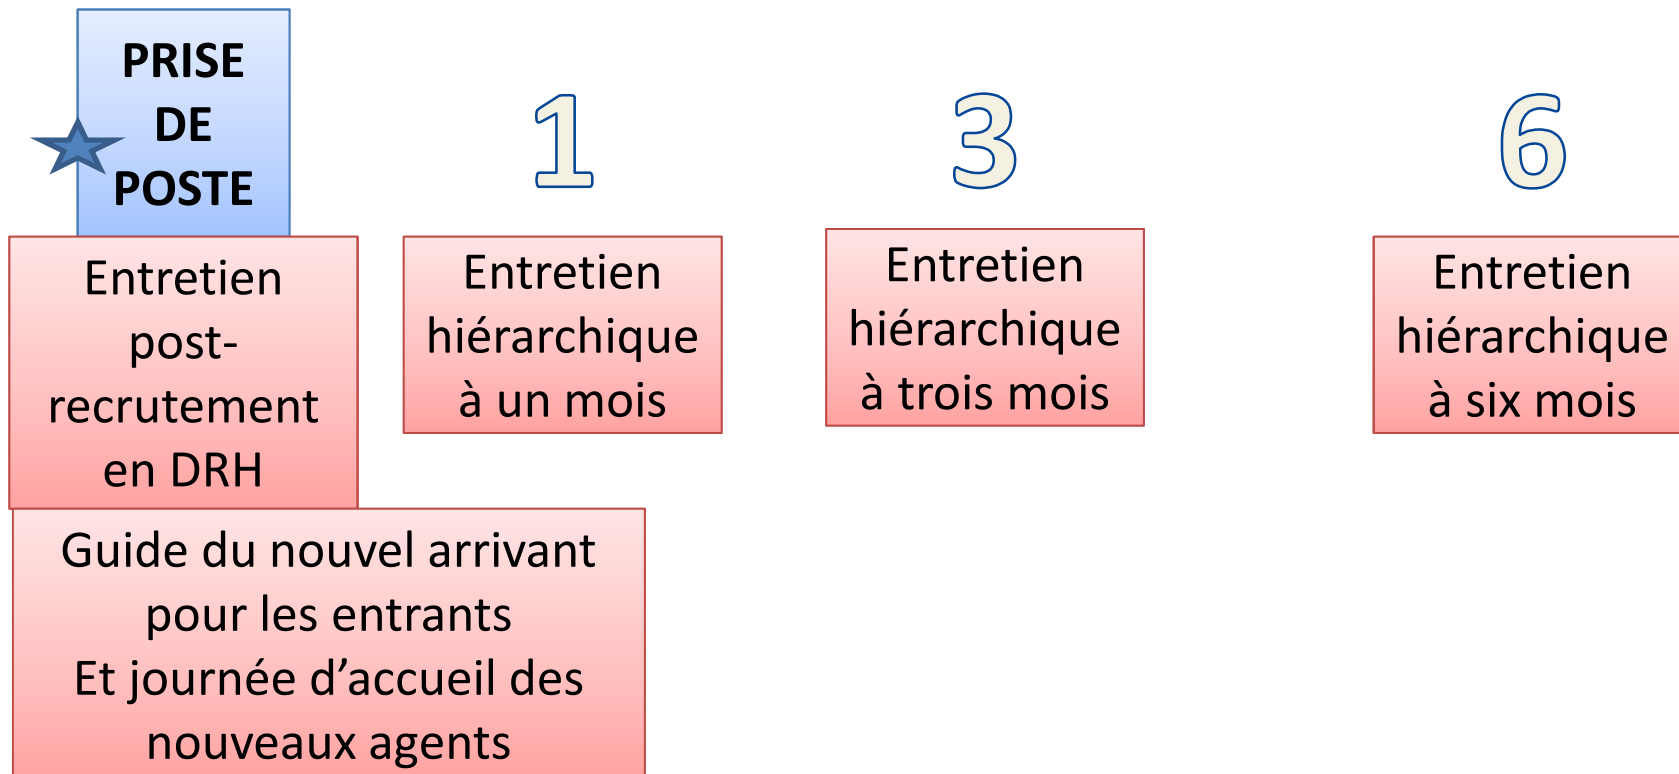 PRISE
DE
POSTE
1
3
6
Entretien
post-
recrutement
en DRH
Entretien
hiérarchique
à un mois
Entretien
hiérarchique
à trois mois
Entretien
hiérarchique
à six mois
Guide du nouvel arrivant
pour les entrants
Et journée d’accueil des
nouveaux agents